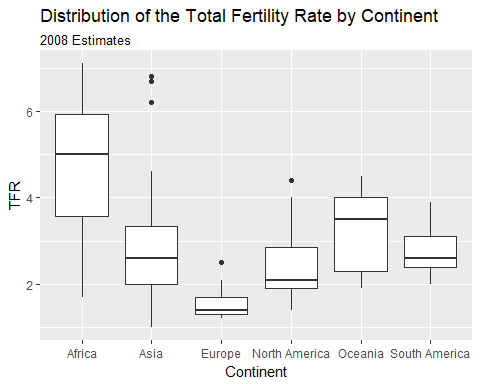 Distribution of the Total Fertility Rate by Continent
2008 Estimates
TFR
6
4
2
Africa Asia Europe North America Oceania South America
Continent